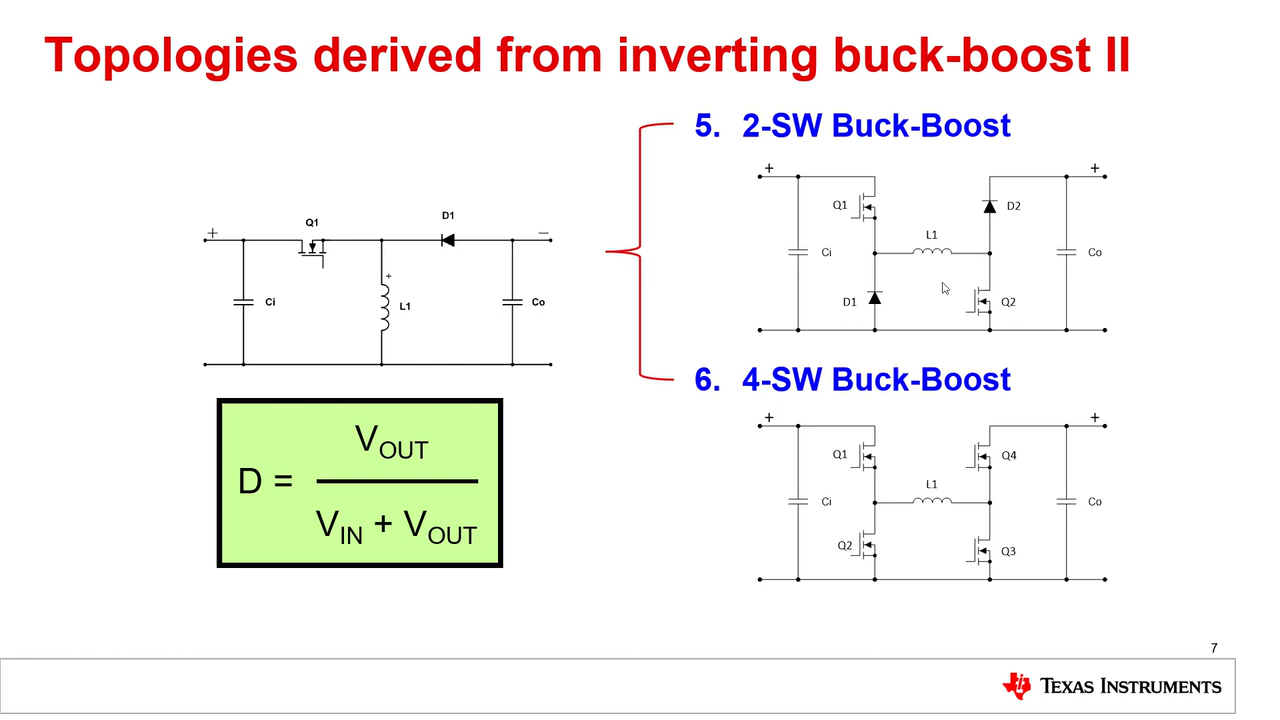 Topologies derived from inverting buck-boost II
5. 2-SW Buck-Boost
+
+
Q1
D2
L1
Ci
Co
D1
Q2
Q1
D1
+
−
+
Ci
L1
Co
6. 4-SW Buck-Boost
+
+
Q1
Q4
L1
Ci
Co
Q2
Q3
D = VOUT
VIN + VOUT
7
TEXAS INSTRUMENTS